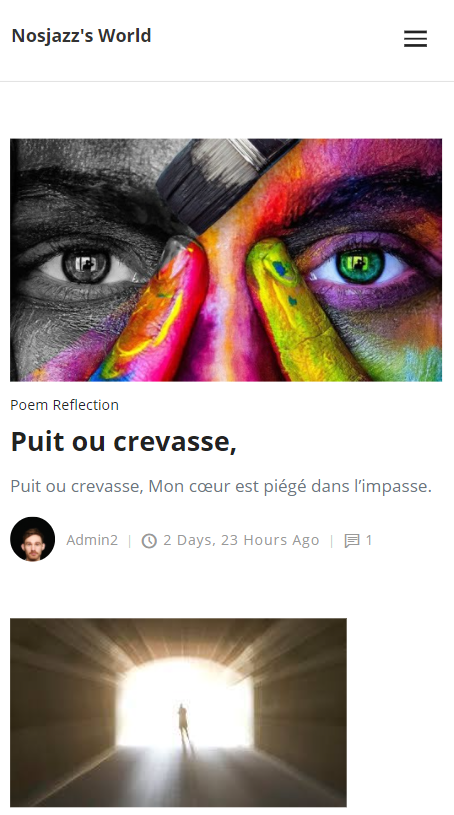 Nosjazz's World
Poem Reflection
Puit ou crevasse,
Puit ou crevasse, Mon cœur est piégé dans l’impasse.
Admin2 | 2 Days, 23 Hours Ago | 1